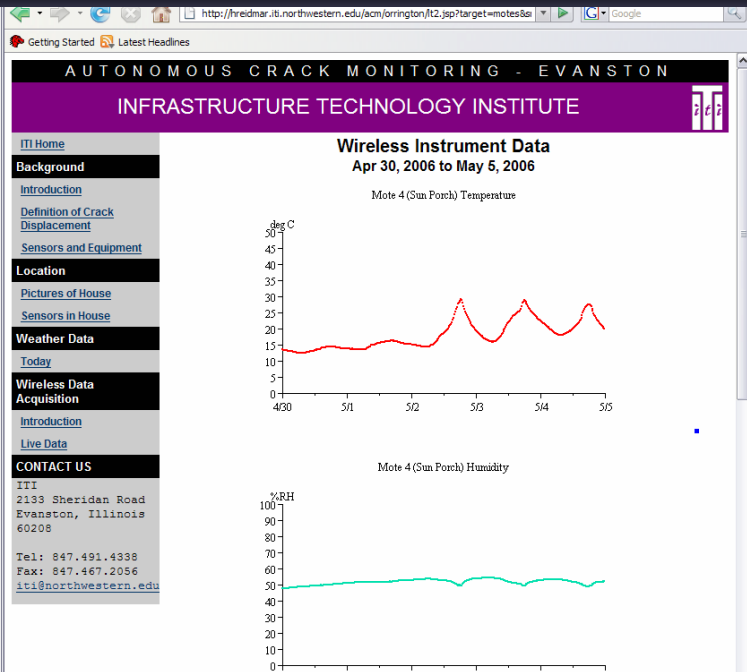 http://hreidmar.iti.northwestern.edu/acm/orrington/lt2.jsp?target=motes&si
G
Google
Getting Started
Latest Headlines
AUTONOMOUS CRACK MONITORING - EVANSTON
INFRASTRUCTURE TECHNOLOGY INSTITUTE
iti
ITI Home
Background
Introduction
Definition of Crack
Displacement
Sensors and Equipment
Location
Pictures of House
Sensors in House
Weather Data
Today
Wireless Data
Acquisition
Introduction
Live Data
CONTACT US
ITI
2133 Sheridan Road
Evanston, Illinois
60208
Tel: 847.491.4338
Fax: 847.467.2056
iti@northwestern.edu
Wireless Instrument Data
Apr 30, 2006 to May 5, 2006
Mote 4 (Sun Porch) Temperature
deg C
50
45
40
35
30
25
20
15
10
5
0
4/30 5/1 5/2 5/3 5/4 5/5
Mote 4 (Sun Porch) Humidity
%RH
100
90
80
70
60
50
40
30
20
10
0